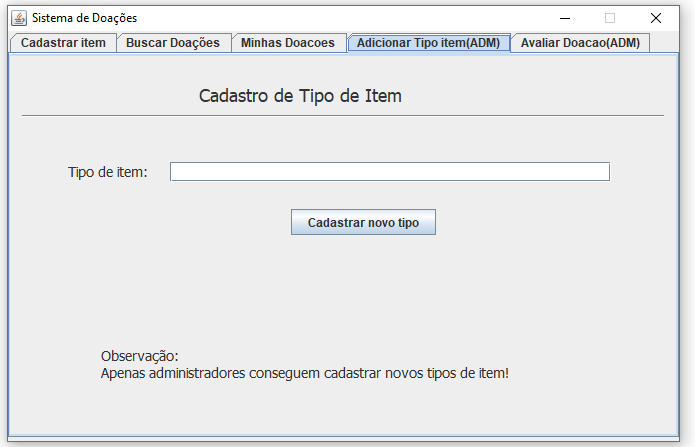 Sistema de Doações
Cadastrar item Buscar Doações Minhas Doacoes Adicionar Tipo item(ADM) Avaliar Doacao(ADM)
Cadastro de Tipo de Item
Tipo de item:
Cadastrar novo tipo
Observação:
Apenas administradores conseguem cadastrar novos tipos de item!